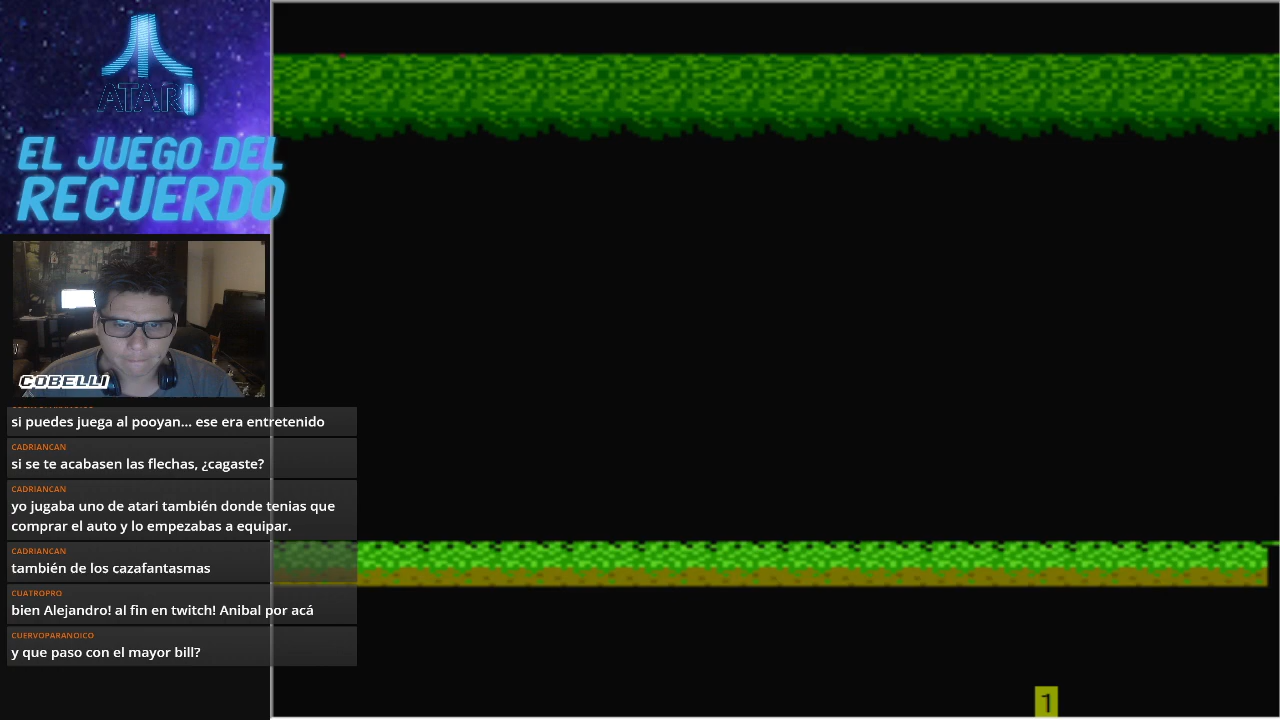 ATARI
EL JUEGO DEL
RECUERDO
COBELLI
si puedes juega al pooyan... ese era entretenido
CADRIANCAN
si se te acabasen las flechas, ¿cagaste?
CADRIANCAN
yo jugaba uno de atari también donde tenias que
comprar el auto y lo empezabas a equipar.
CADRIANCAN
también de los cazafantasmas
CUATROPRO
bien Alejandro! al fin en twitch! Anibal por acá
CUERVOPARANOICO
y que paso con el mayor bill?
1